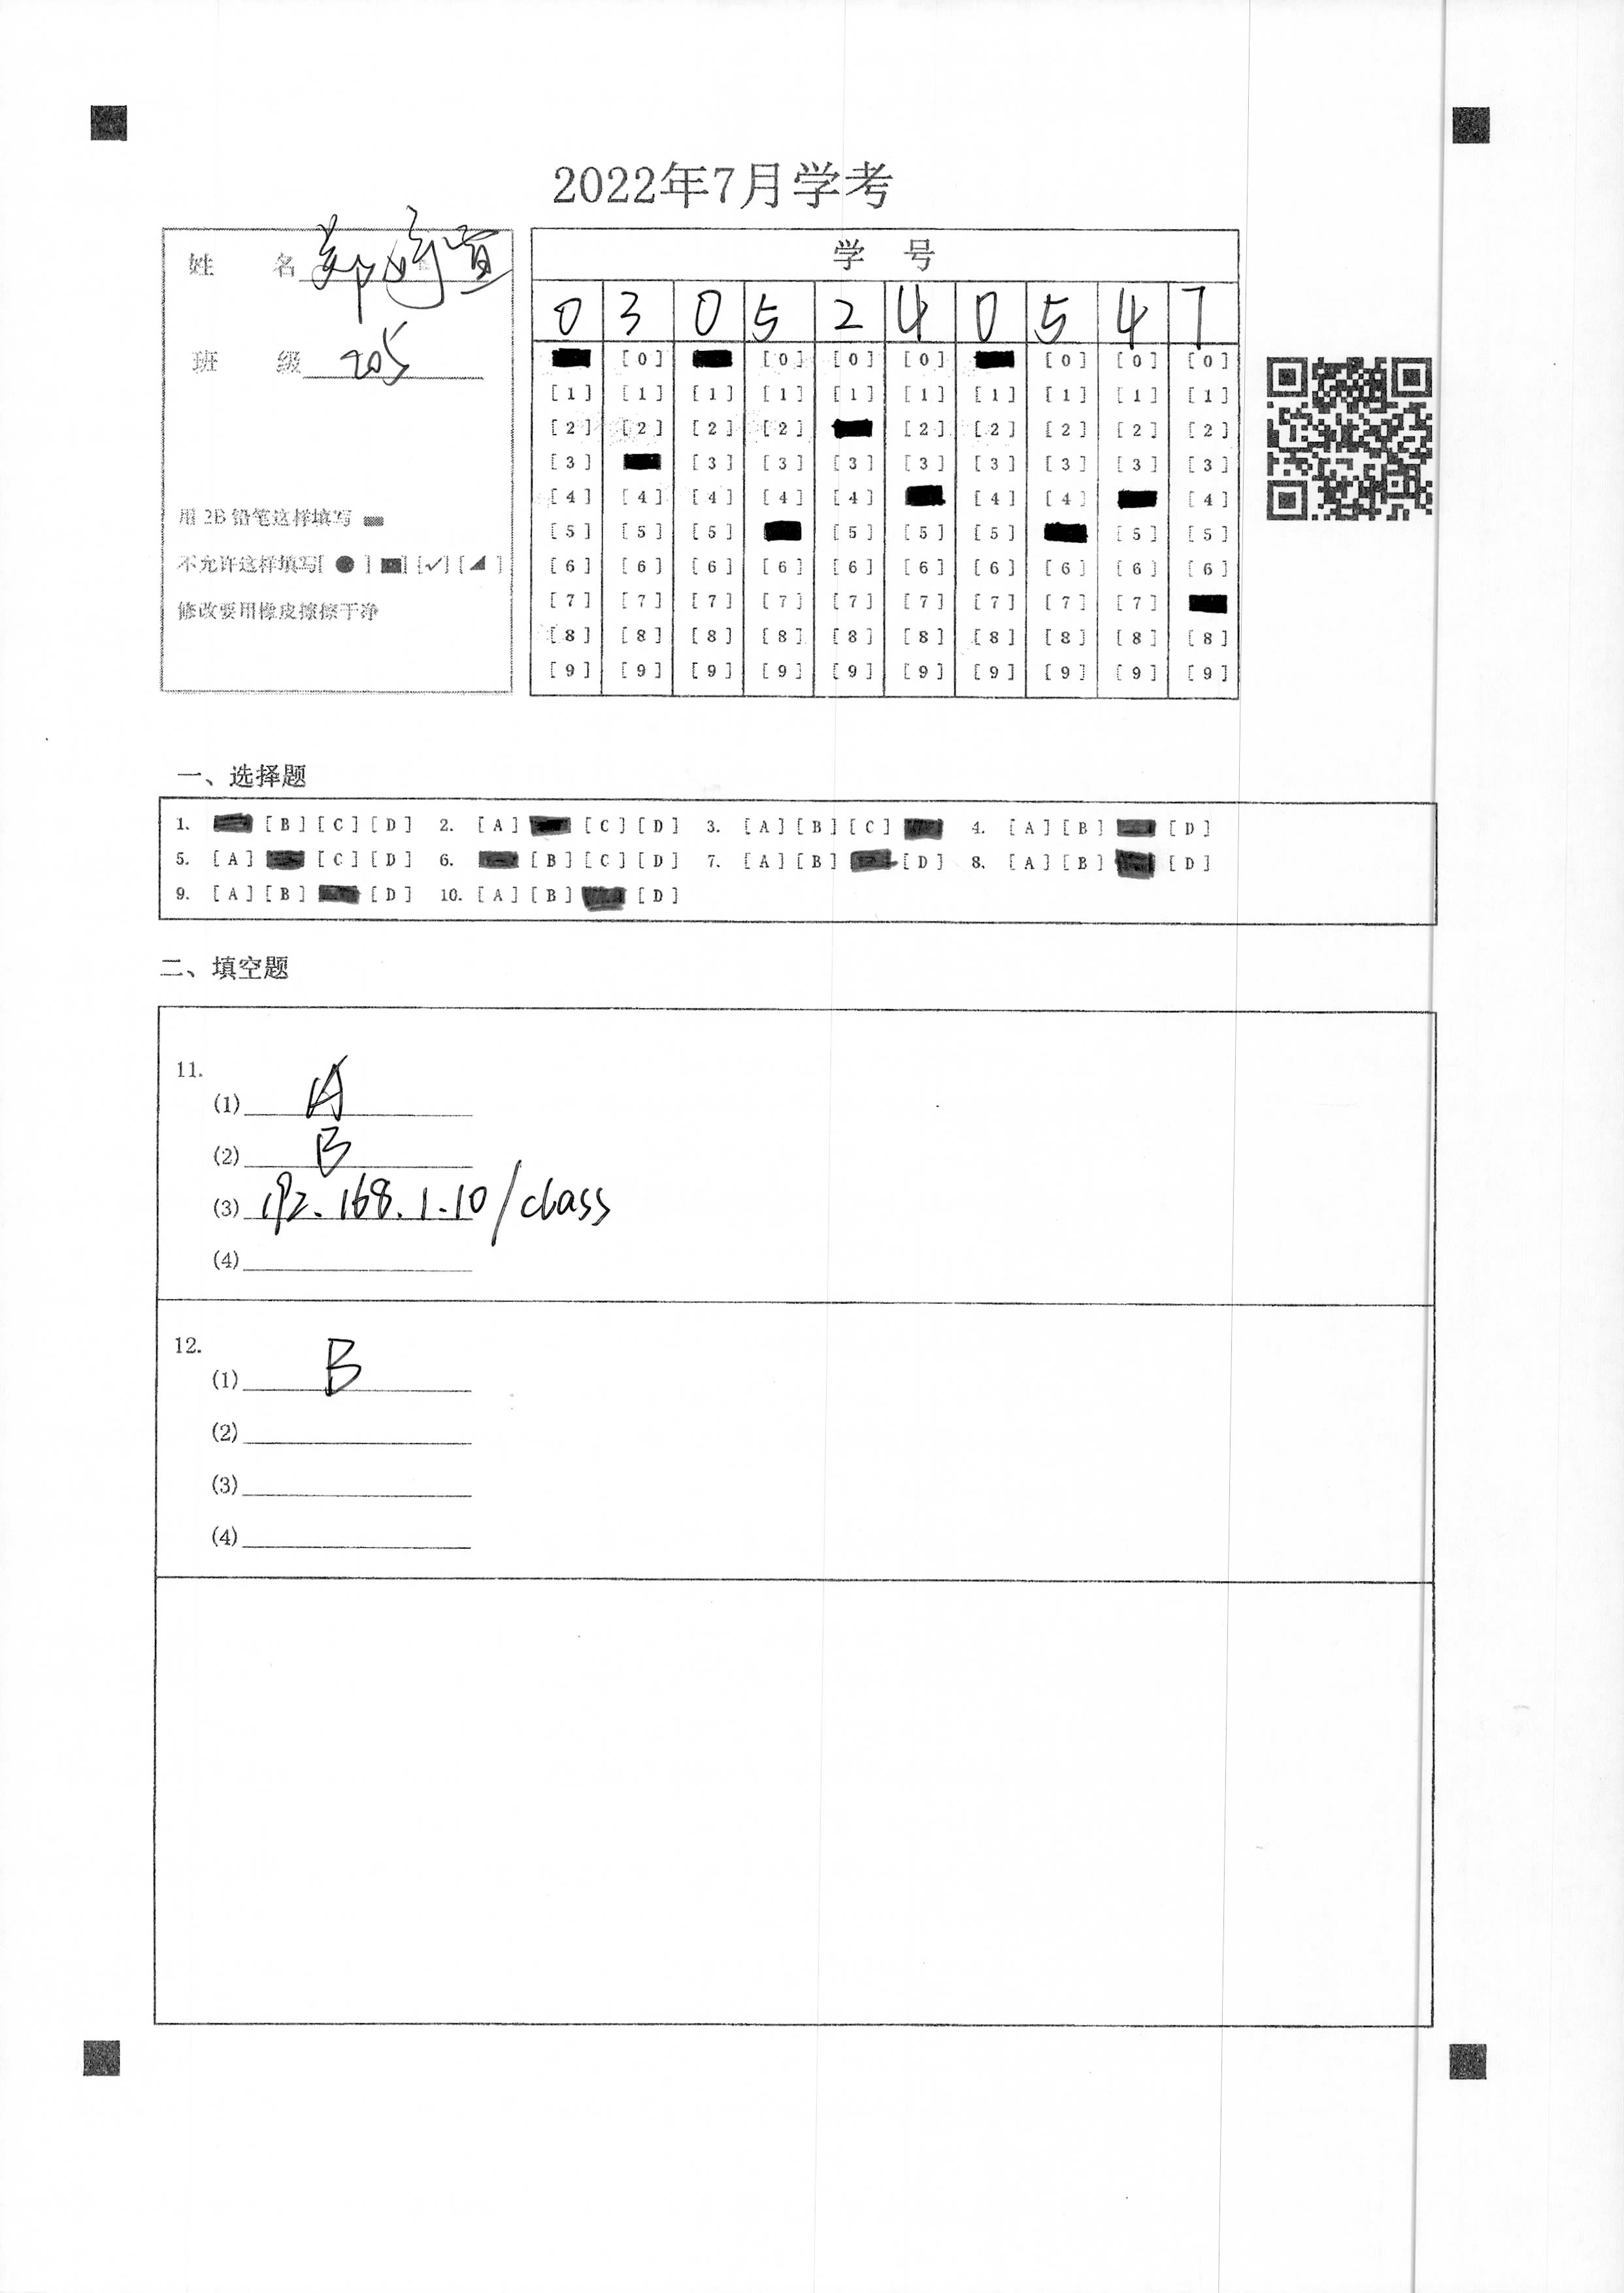 2022年7月学考
姓 名 郑
班 级 205
用 2B 铅笔这样填写
不允许这样填写[ ● ] [■] [✓] [◢ ]
修改要用橡皮擦擦干净
学 号
0 3 0 5 2 4 0 5 4 7
[0] [0] [0] [0] [0] [0] [0]
[1] [1] [1] [1] [1] [1] [1] [1] [1] [1]
[2] [2] [2] [2] [2] [2] [2] [2] [2]
[3] [3] [3] [3] [3] [3] [3] [3] [3]
[4] [4] [4] [4] [4] [4] [4] [4]
[5] [5] [5] [5] [5] [5] [5] [5]
[6] [6] [6] [6] [6] [6] [6] [6] [6] [6]
[7] [7] [7] [7] [7] [7] [7] [7] [7]
[8] [8] [8] [8] [8] [8] [8] [8] [8] [8]
[9] [9] [9] [9] [9] [9] [9] [9] [9] [9]
一、选择题
1. [B] [C] [D] 2. [A] [C] [D] 3. [A] [B] [C] 4. [A] [B] [D]
5. [A] [C] [D] 6. [B] [C] [D] 7. [A] [B] [D] 8. [A] [B] [D]
9. [A] [B] [D] 10. [A] [B] [D]
二、填空题
11.
(1) A
(2) B
(3) 192.168.1.10/class
(4)
12.
(1) B
(2)
(3)
(4)